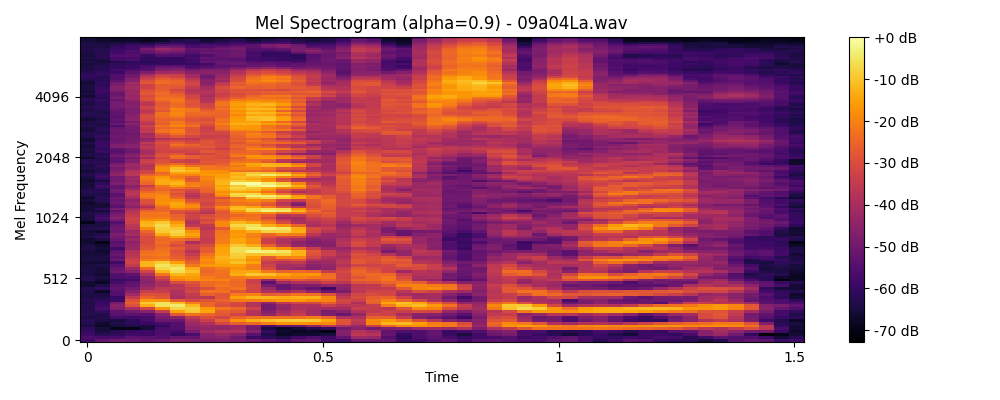 Mel Spectrogram (alpha=0.9) - 09a04La.wav
Mel Frequency
4096
2048
1024
512
0
0
0.5
1
1.5
Time
+0 dB
-10 dB
-20 dB
-30 dB
-40 dB
-50 dB
-60 dB
-70 dB